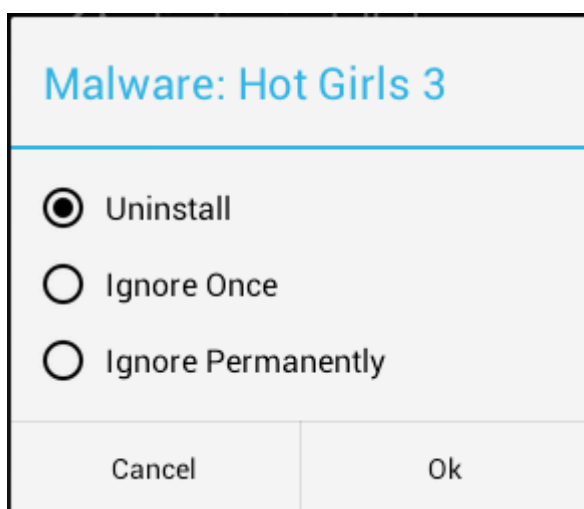 Malware: Hot Girls 3
Uninstall
Ignore Once
Ignore Permanently
Cancel
Ok